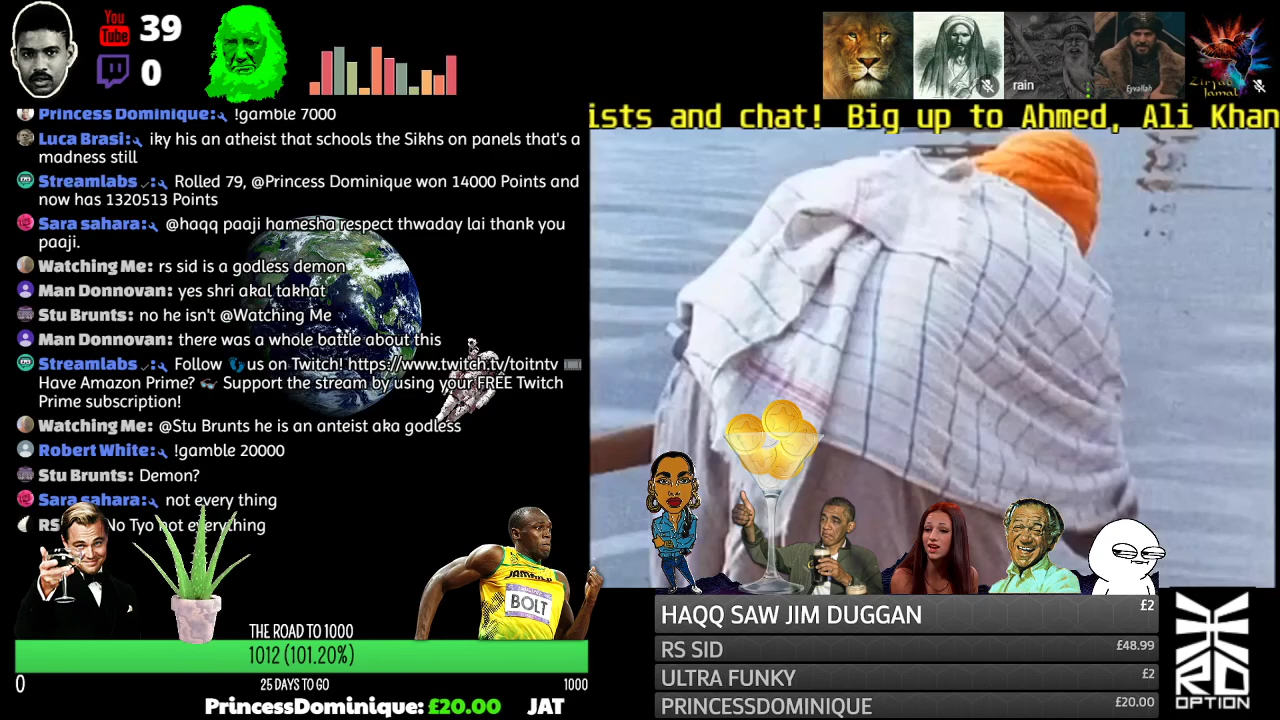 You
Tube
39
0
rain
Eyvallah
Ziryab
Jamal
ists and chat! Big up to Ahmed, Ali Khan
Princess Dominique: !gamble 7000
Luca Brasi: iky his an atheist that schools the Sikhs on panels that's a
madness still
Streamlabs: Rolled 79, @Princess Dominique won 14000 Points and
now has 1320513 Points
Sara sahara: @haqq paaji hamesha respect thwaday lai thank you
paaji.
Watching Me: rs sid is a godless demon
Man Donnovan: yes shri akal takhat
Stu Brunts: no he isn't @Watching Me
Man Donnovan: there was a whole battle about this
Streamlabs: Follow 👣us on Twitch! https://www.twitch.tv/toitntv
Have Amazon Prime? Support the stream by using your FREE Twitch
Prime subscription!
Watching Me: @Stu Brunts he is an anteist aka godless
Robert White: !gamble 20000
Stu Brunts: Demon?
Sara sahara: not every thing
RS No Tyo not everything
JAMAICA
BOLT
THE ROAD TO 1000
1012 (101.20%)
0
25 DAYS TO GO
1000
PrincessDominique: £20.00 JAT
HAQQ SAW JIM DUGGAN £2
RS SID £48.99
ULTRA FUNKY £2
PRINCESSDOMINIQUE £20.00
OPTION